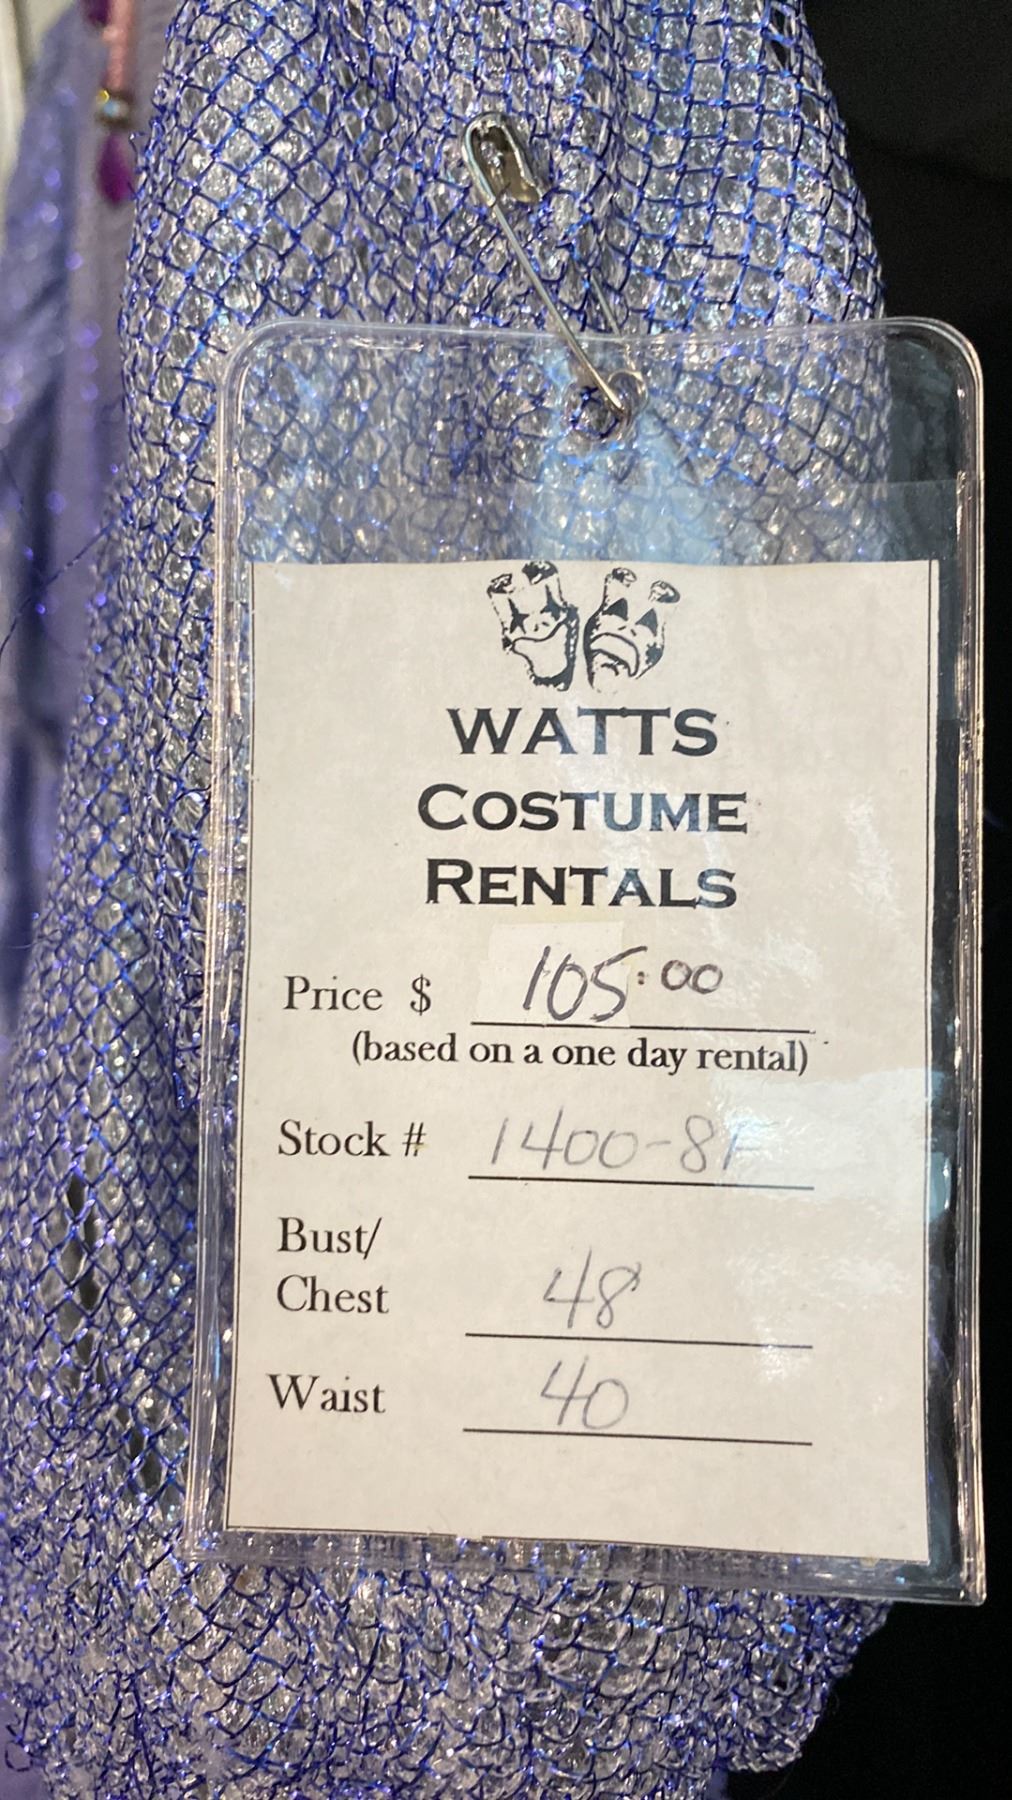 WATTS
COSTUME
RENTALS
Price $ 105.00
(based on a one day rental)
Stock # 1400-8F
Bust/
Chest 48
Waist 40